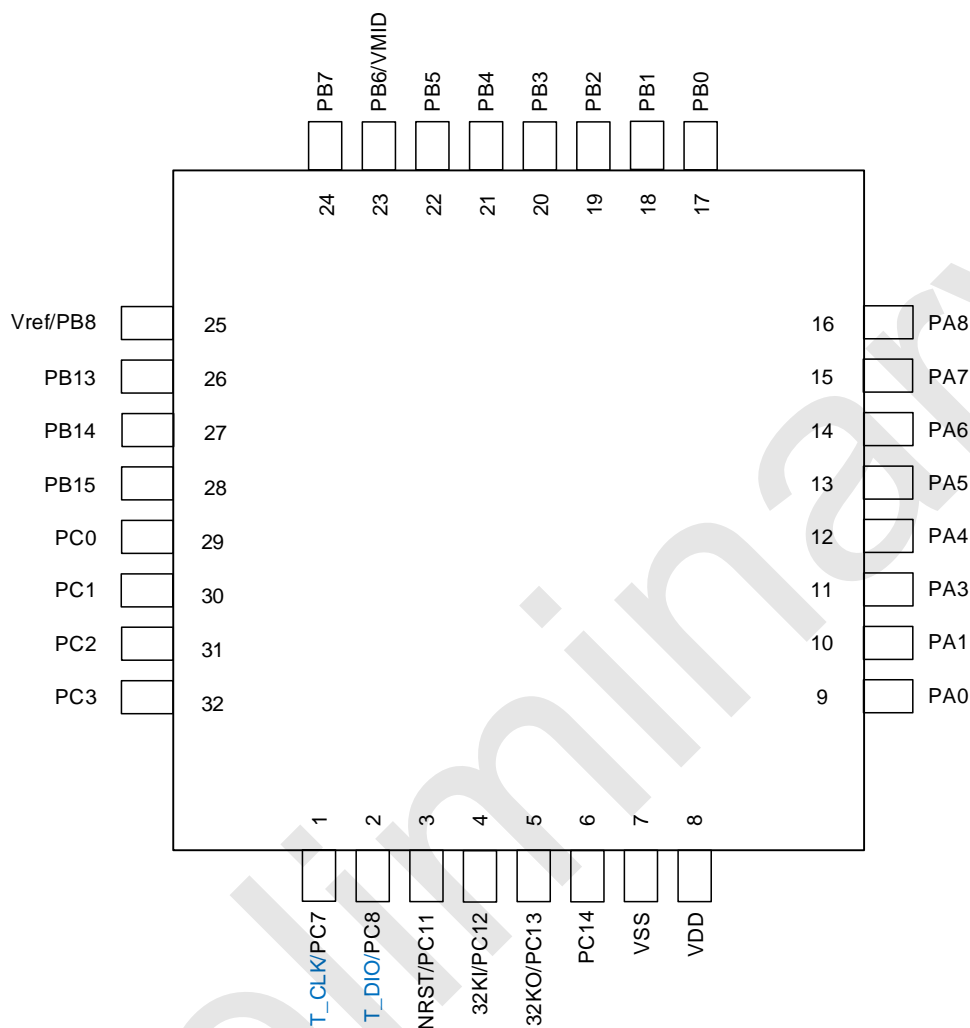 PB7
PB6/VMID
PB5
PB4
PB3
PB2
PB1
PB0
24
23
22
21
20
19
18
17
Vref/PB8
25
16
PA8
PB13
26
15
PA7
PB14
27
14
PA6
PB15
28
13
PA5
PC0
29
12
PA4
PC1
30
11
PA3
PC2
31
10
PA1
PC3
32
9
PA0
1
2
3
4
5
6
7
8
T_CLK/PC7
T_DIO/PC8
NRST/PC11
32KI/PC12
32KO/PC13
PC14
VSS
VDD